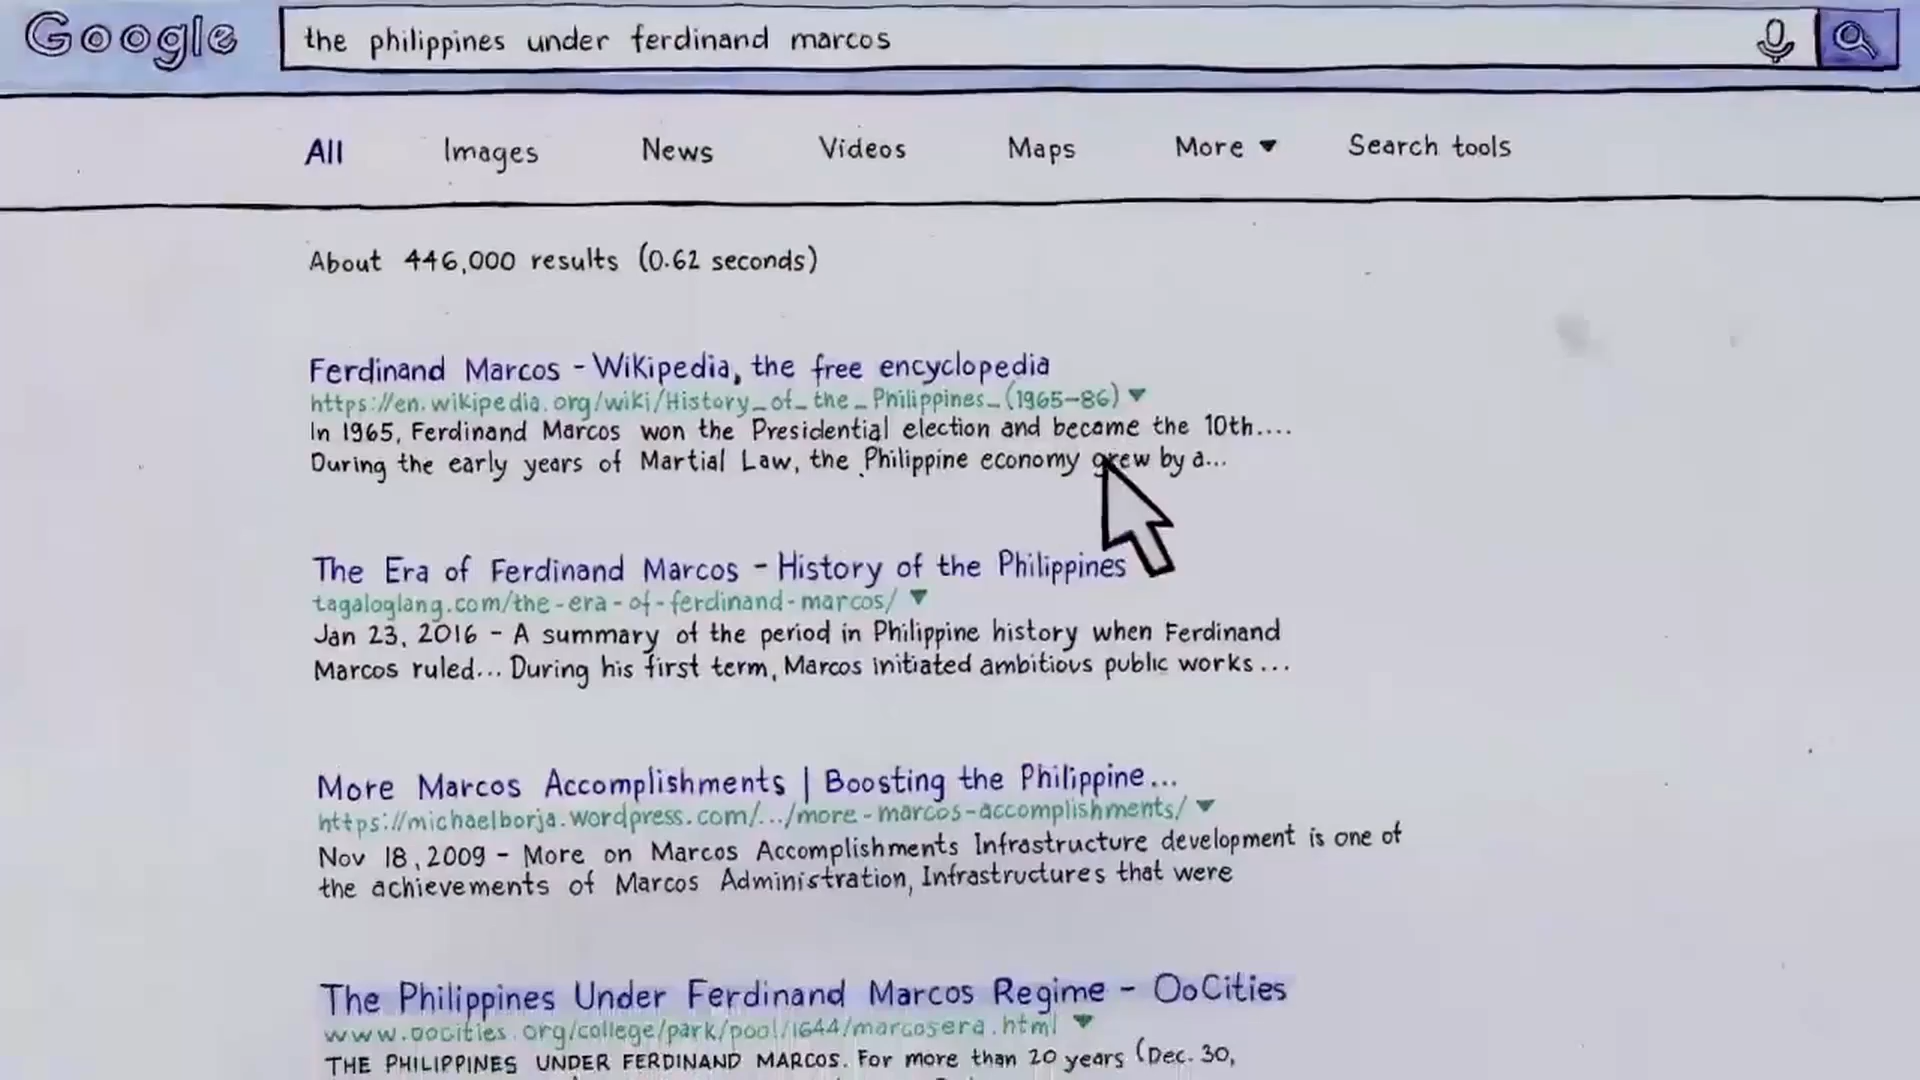 Google the philippines under ferdinand marcos
All Images News Videos Maps More Search tools
About 446,000 results (0.62 seconds)
Ferdinand Marcos - Wikipedia, the free encyclopedia
https://en.wikipedia.org/wiki/History_of_the_Philippines_(1965-86)
In 1965, Ferdinand Marcos won the Presidential election and became the 10th....
During the early years of Martial Law, the Philippine economy grew by a...
The Era of Ferdinand Marcos - History of the Philippines
tagaloglang.com/the-era-of-ferdinand-marcos/
Jan 23, 2016 - A summary of the period in Philippine history when Ferdinand
Marcos ruled... During his first term, Marcos initiated ambitious public works...
More Marcos Accomplishments | Boosting the Philippine...
https://michaelborja.wordpress.com/.../more-marcos-accomplishments/
Nov 18, 2009 - More on Marcos Accomplishments Infrastructure development is one of
the achievements of Marcos Administration, Infrastructures that were
The Philippines Under Ferdinand Marcos Regime - OoCities
www.oocities.org/college/park/pool/1644/marcosera.html
THE PHILIPPINES UNDER FERDINAND MARCOS. For more than 20 years (Dec. 30,